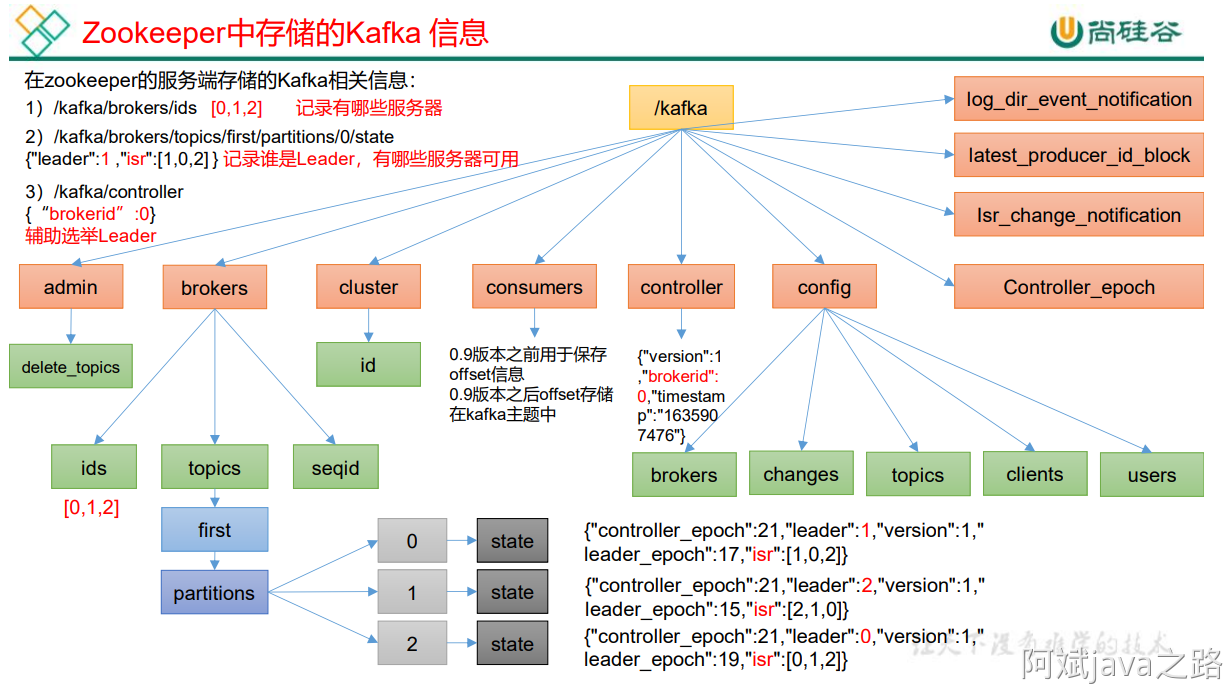 Zookeeper中存储的Kafka 信息
尚硅谷
在zookeeper的服务端存储的Kafka相关信息：
1）/kafka/brokers/ids [0,1,2] 记录有哪些服务器
2）/kafka/brokers/topics/first/partitions/0/state
{"leader":1 ,"isr":[1,0,2] } 记录谁是Leader，有哪些服务器可用
3）/kafka/controller
{ “brokerid” :0}
辅助选举Leader
/kafka
log_dir_event_notification
latest_producer_id_block
Isr_change_notification
Controller_epoch
admin
brokers
cluster
consumers
controller
config
delete_topics
id
0.9版本之前用于保存
offset信息
0.9版本之后offset存储
在kafka主题中
{"version":1
,"brokerid":
0,"timestam
p":"163590
7476"}
ids
topics
seqid
brokers
changes
topics
clients
users
[0,1,2]
first
partitions
0
state
{"controller_epoch":21,"leader":1,"version":1,"
leader_epoch":17,"isr":[1,0,2]}
1
state
{"controller_epoch":21,"leader":2,"version":1,"
leader_epoch":15,"isr":[2,1,0]}
2
state
{"controller_epoch":21,"leader":0,"version":1,"
leader_epoch":19,"isr":[0,1,2]}
让天下没有难学的技术
阿斌java之路